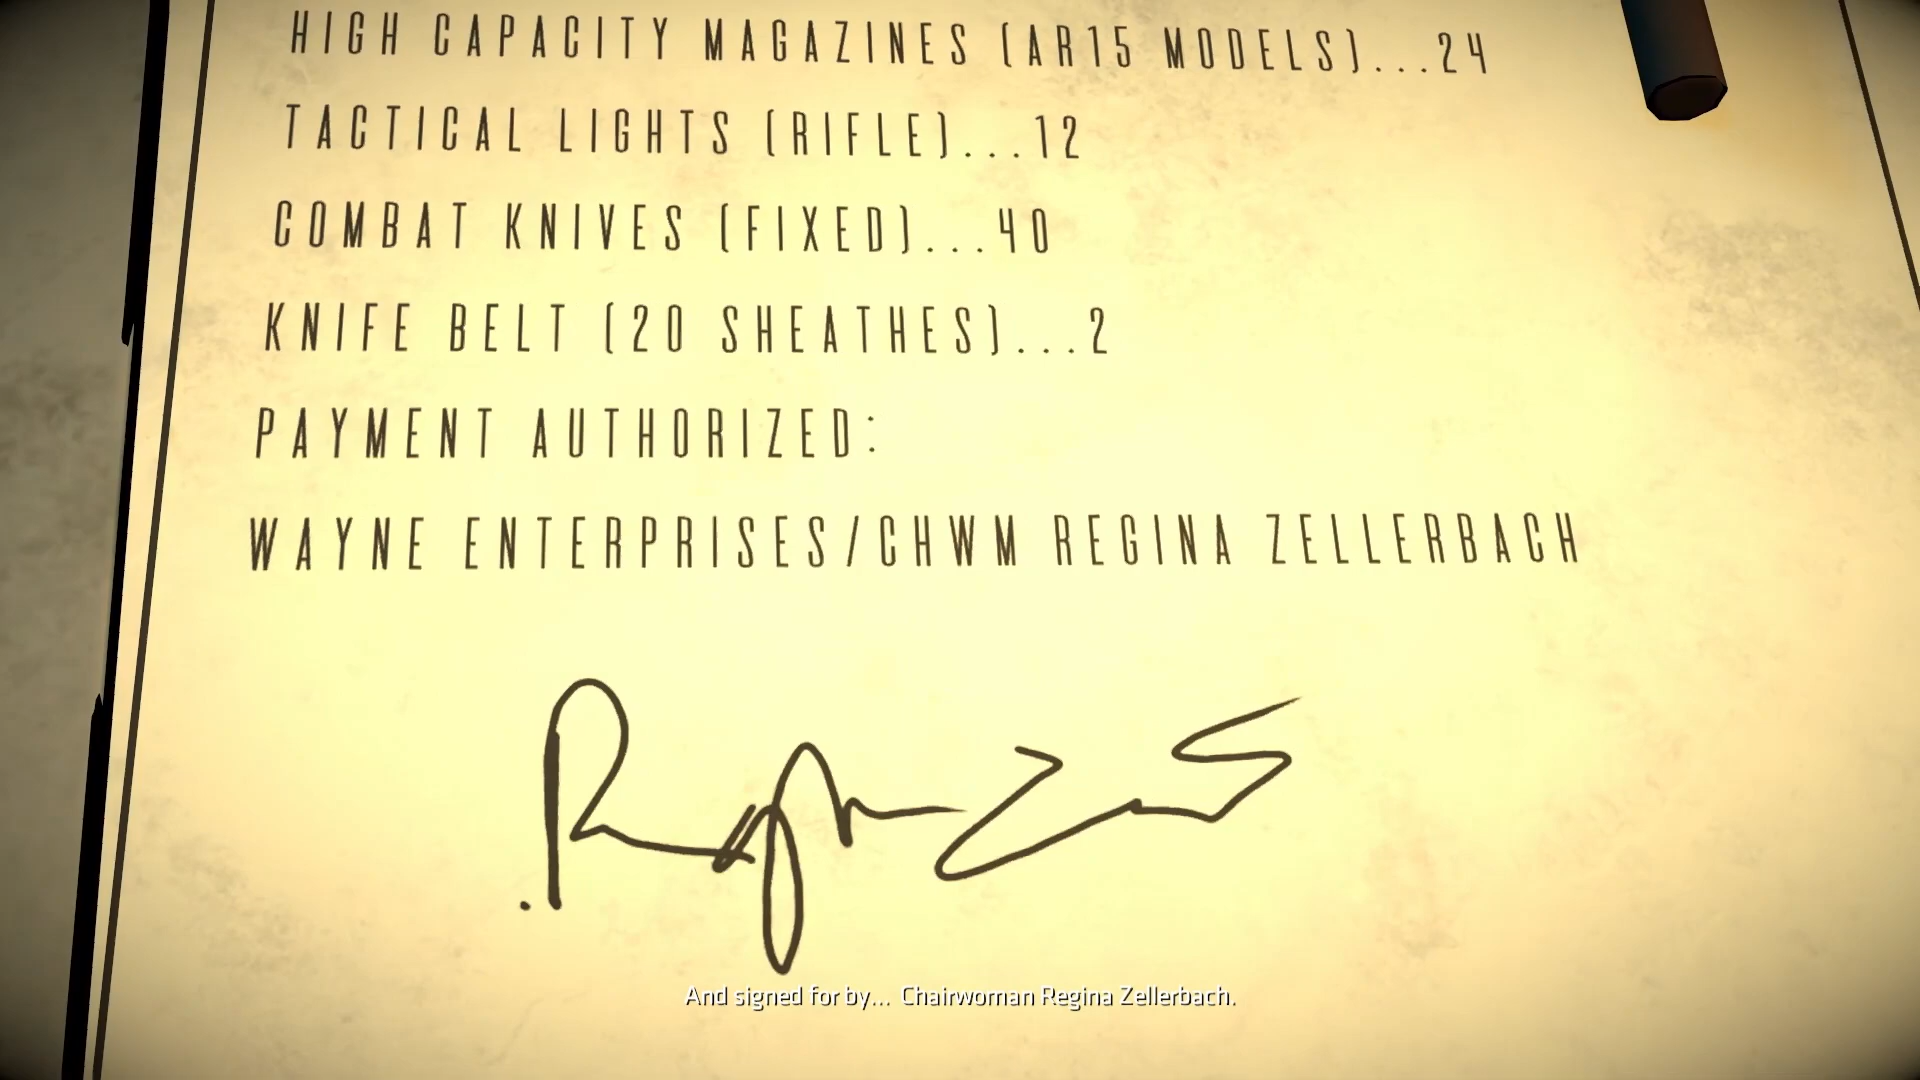 HIGH CAPACITY MAGAZINES (AR15 MODELS)...24
TACTICAL LIGHTS (RIFLE)...12
COMBAT KNIVES (FIXED)...40
KNIFE BELT (20 SHEATHES)...2
PAYMENT AUTHORIZED:
WAYNE ENTERPRISES/CHWM REGINA ZELLERBACH
And signed for by... Chairwoman Regina Zellerbach.